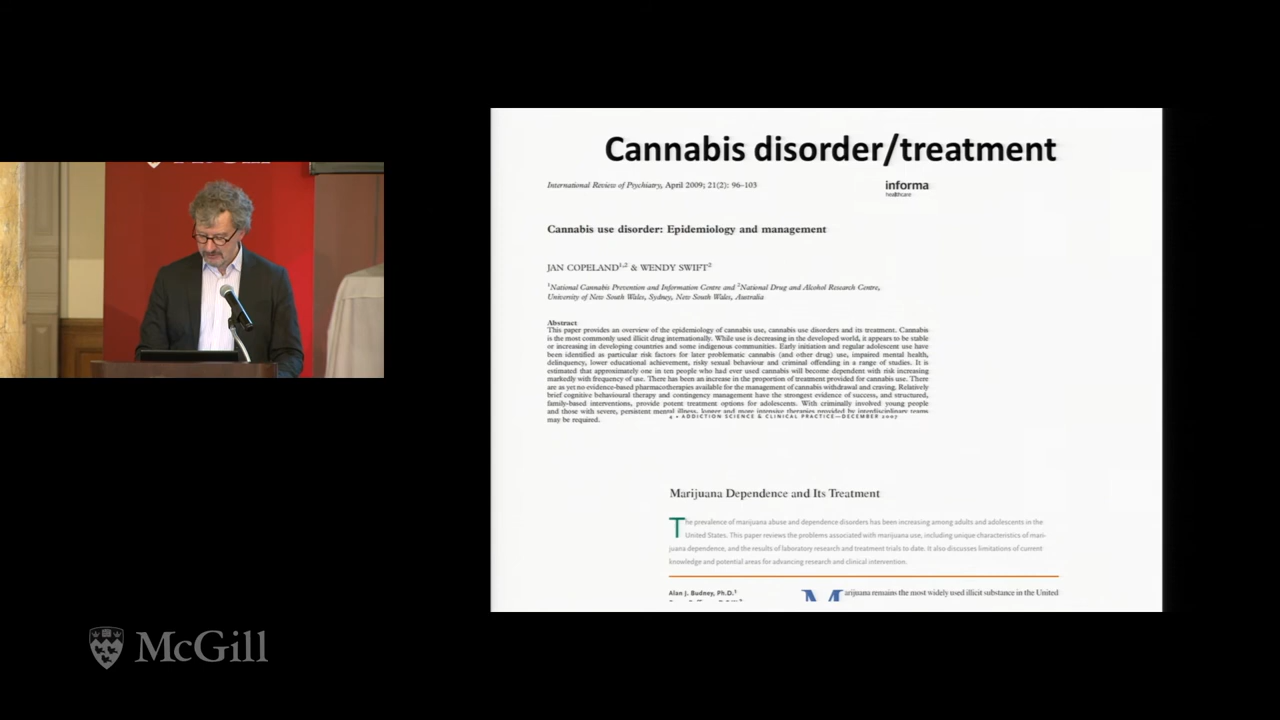 McGill
Cannabis disorder/treatment
International Review of Psychiatry, April 2009; 21(2): 96–103
informa
healthcare
Cannabis use disorder: Epidemiology and management
JAN COPELAND1,2 & WENDY SWIFT2
1National Cannabis Prevention and Information Centre and 2National Drug and Alcohol Research Centre,
University of New South Wales, Sydney, New South Wales, Australia
Abstract
This paper provides an overview of the epidemiology of cannabis use, cannabis use disorders and its treatment. Cannabis
is the most commonly used illicit drug internationally. While use is decreasing in the developed world, it appears to be stable
or increasing in developing countries and some indigenous communities. Early initiation and regular adolescent use have
been identified as particular risk factors for later problematic cannabis (and other drug) use, impaired mental health,
delinquency, lower educational achievement, risky sexual behaviour and criminal offending in a range of studies. It is
estimated that approximately one in ten people who had ever used cannabis will become dependent with risk increasing
markedly with frequency of use. There has been an increase in the proportion of treatment provided for cannabis use. There
are as yet no evidence-based pharmacotherapies available for the management of cannabis withdrawal and craving. Relatively
brief cognitive behavioural therapy and contingency management have the strongest evidence of success, and structured,
family-based interventions, provide potent treatment options for adolescents. With criminally involved young people
and those with severe, persistent mental illness, longer and more intensive therapies provided by interdisciplinary teams
may be required.
4 • ADDICTION SCIENCE & CLINICAL PRACTICE—DECEMBER 2007
Marijuana Dependence and Its Treatment
The prevalence of marijuana abuse and dependence disorders has been increasing among adults and adolescents in the
United States. This paper reviews the problems associated with marijuana use, including unique characteristics of mari-
juana dependence, and the results of laboratory research and treatment trials to date. It also discusses limitations of current
knowledge and potential areas for advancing research and clinical intervention.
Alan J. Budney, Ph.D.1
Marijuana remains the most widely used illicit substance in the United
McGill